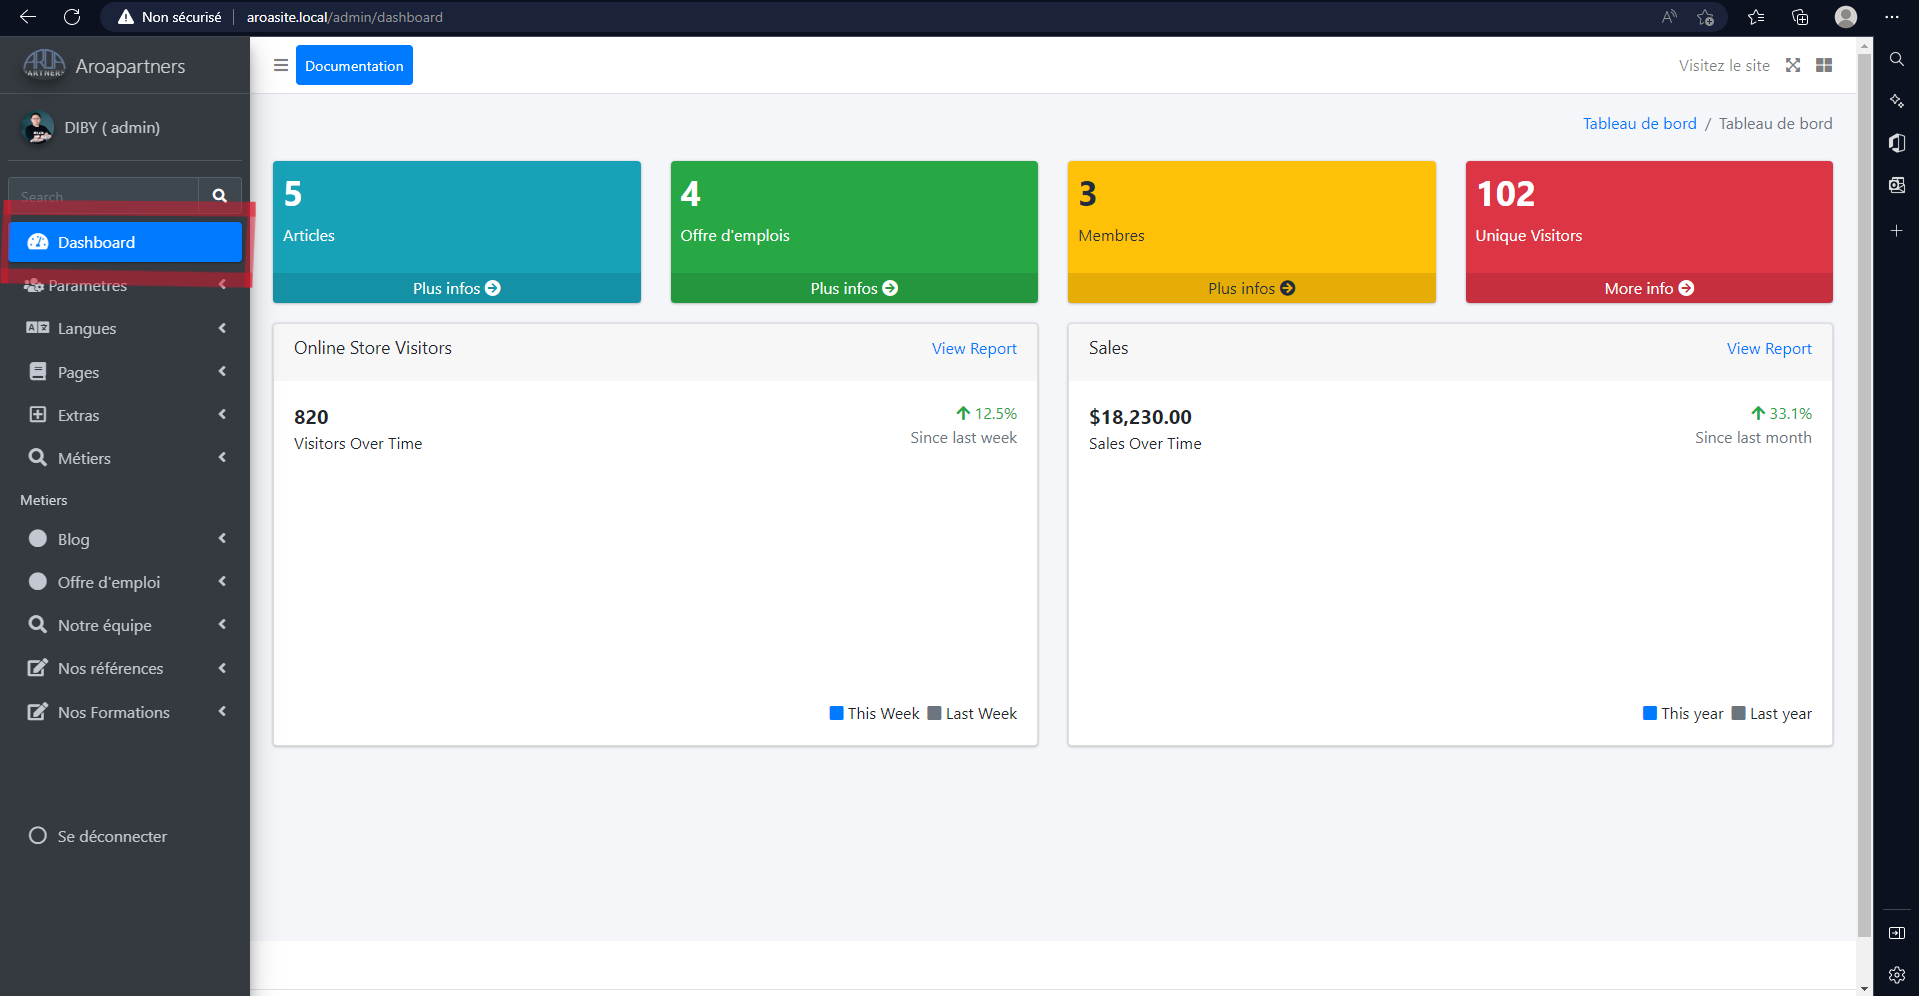 Non sécurisé
aroasite.local/admin/dashboard
AROA
PARTNERS
Aroapartners
Documentation
Visitez le site
DIBY ( admin)
Tableau de bord / Tableau de bord
Search
Dashboard
Parametres
Langues
Pages
Extras
Métiers
Metiers
Blog
Offre d'emploi
Notre équipe
Nos références
Nos Formations
Se déconnecter
5
Articles
Plus infos
4
Offre d'emplois
Plus infos
3
Membres
Plus infos
102
Unique Visitors
More info
Online Store Visitors
View Report
820
Visitors Over Time
12.5%
Since last week
This Week Last Week
Sales
View Report
$18,230.00
Sales Over Time
33.1%
Since last month
This year Last year